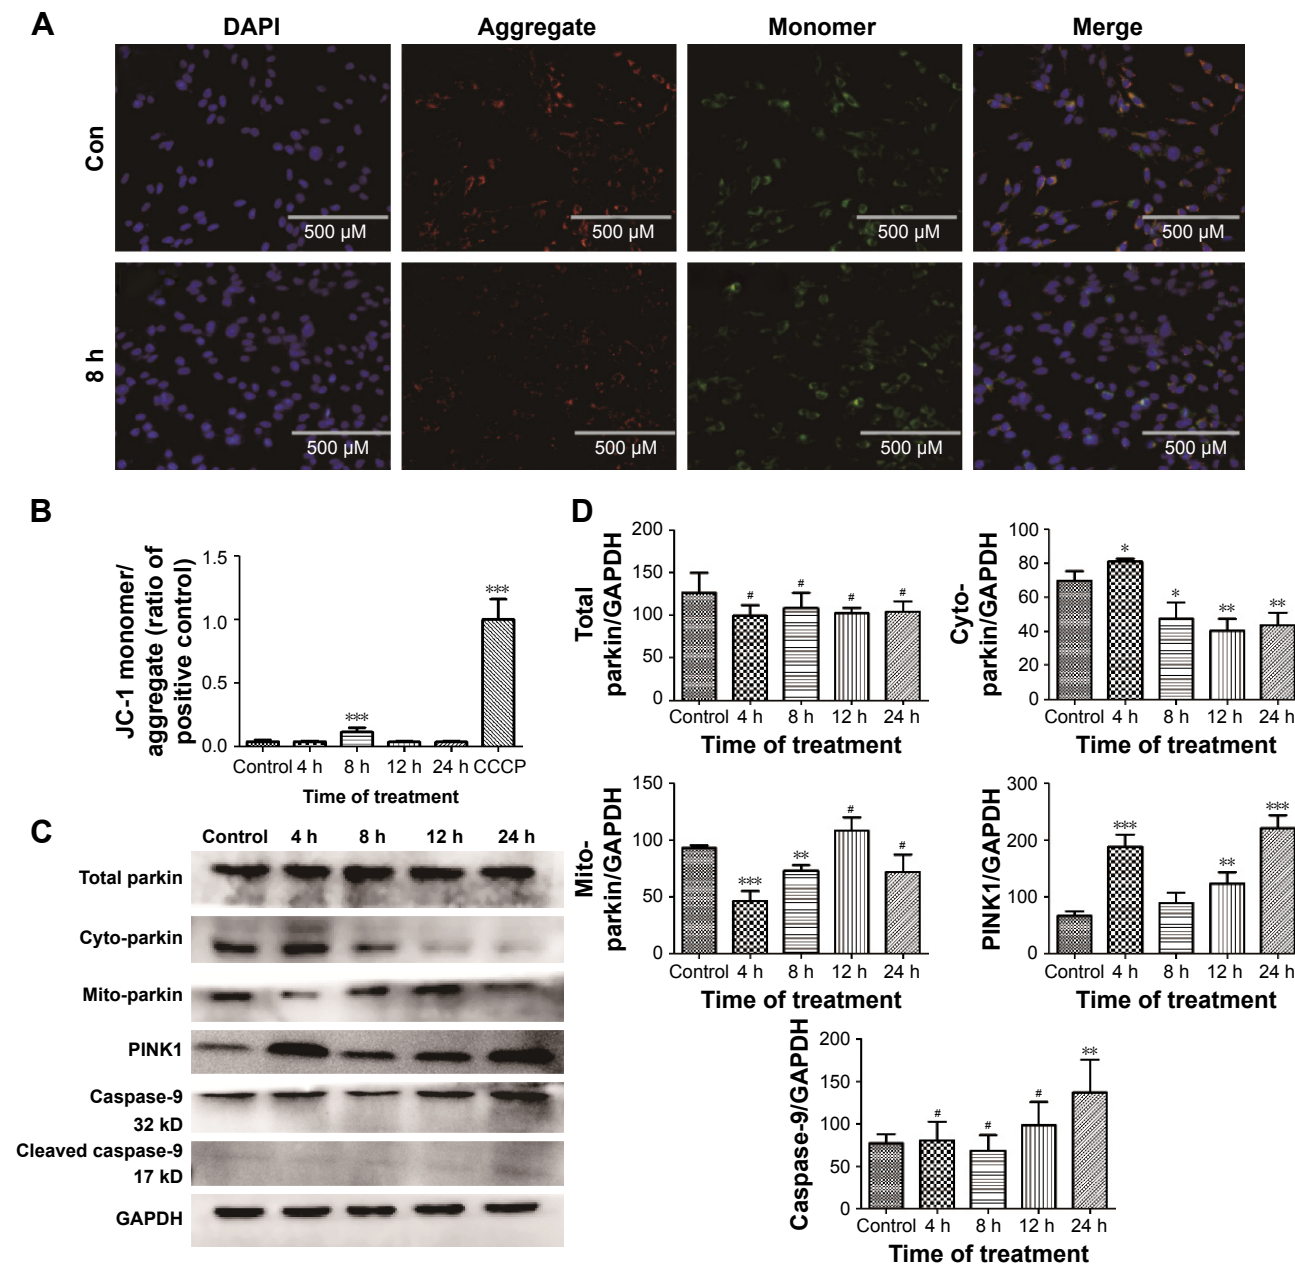 A
DAPI Aggregate Monomer Merge
Con
500 µM 500 µM 500 µM 500 µM
8 h
500 µM 500 µM 500 µM 500 µM
B
JC-1 monomer/
aggregate (ratio of
positive control)
1.5
1.0
0.5
0.0
***
***
Control 4 h 8 h 12 h 24 h CCCP
Time of treatment
C
Control 4 h 8 h 12 h 24 h
Total parkin
Cyto-parkin
Mito-parkin
PINK1
Caspase-9
32 kD
Cleaved caspase-9
17 kD
GAPDH
D
Total
parkin/GAPDH
200
150
100
50
0
# # # #
Control 4 h 8 h 12 h 24 h
Time of treatment
Cyto-
parkin/GAPDH
100
80
60
40
20
0
* * ** **
Control 4 h 8 h 12 h 24 h
Time of treatment
Mito-
parkin/GAPDH
150
100
50
0
*** ** # #
Control 4 h 8 h 12 h 24 h
Time of treatment
PINK1/GAPDH
300
200
100
0
*** ** ***
Control 4 h 8 h 12 h 24 h
Time of treatment
Caspase-9/GAPDH
200
150
100
50
0
# # # **
Control 4 h 8 h 12 h 24 h
Time of treatment